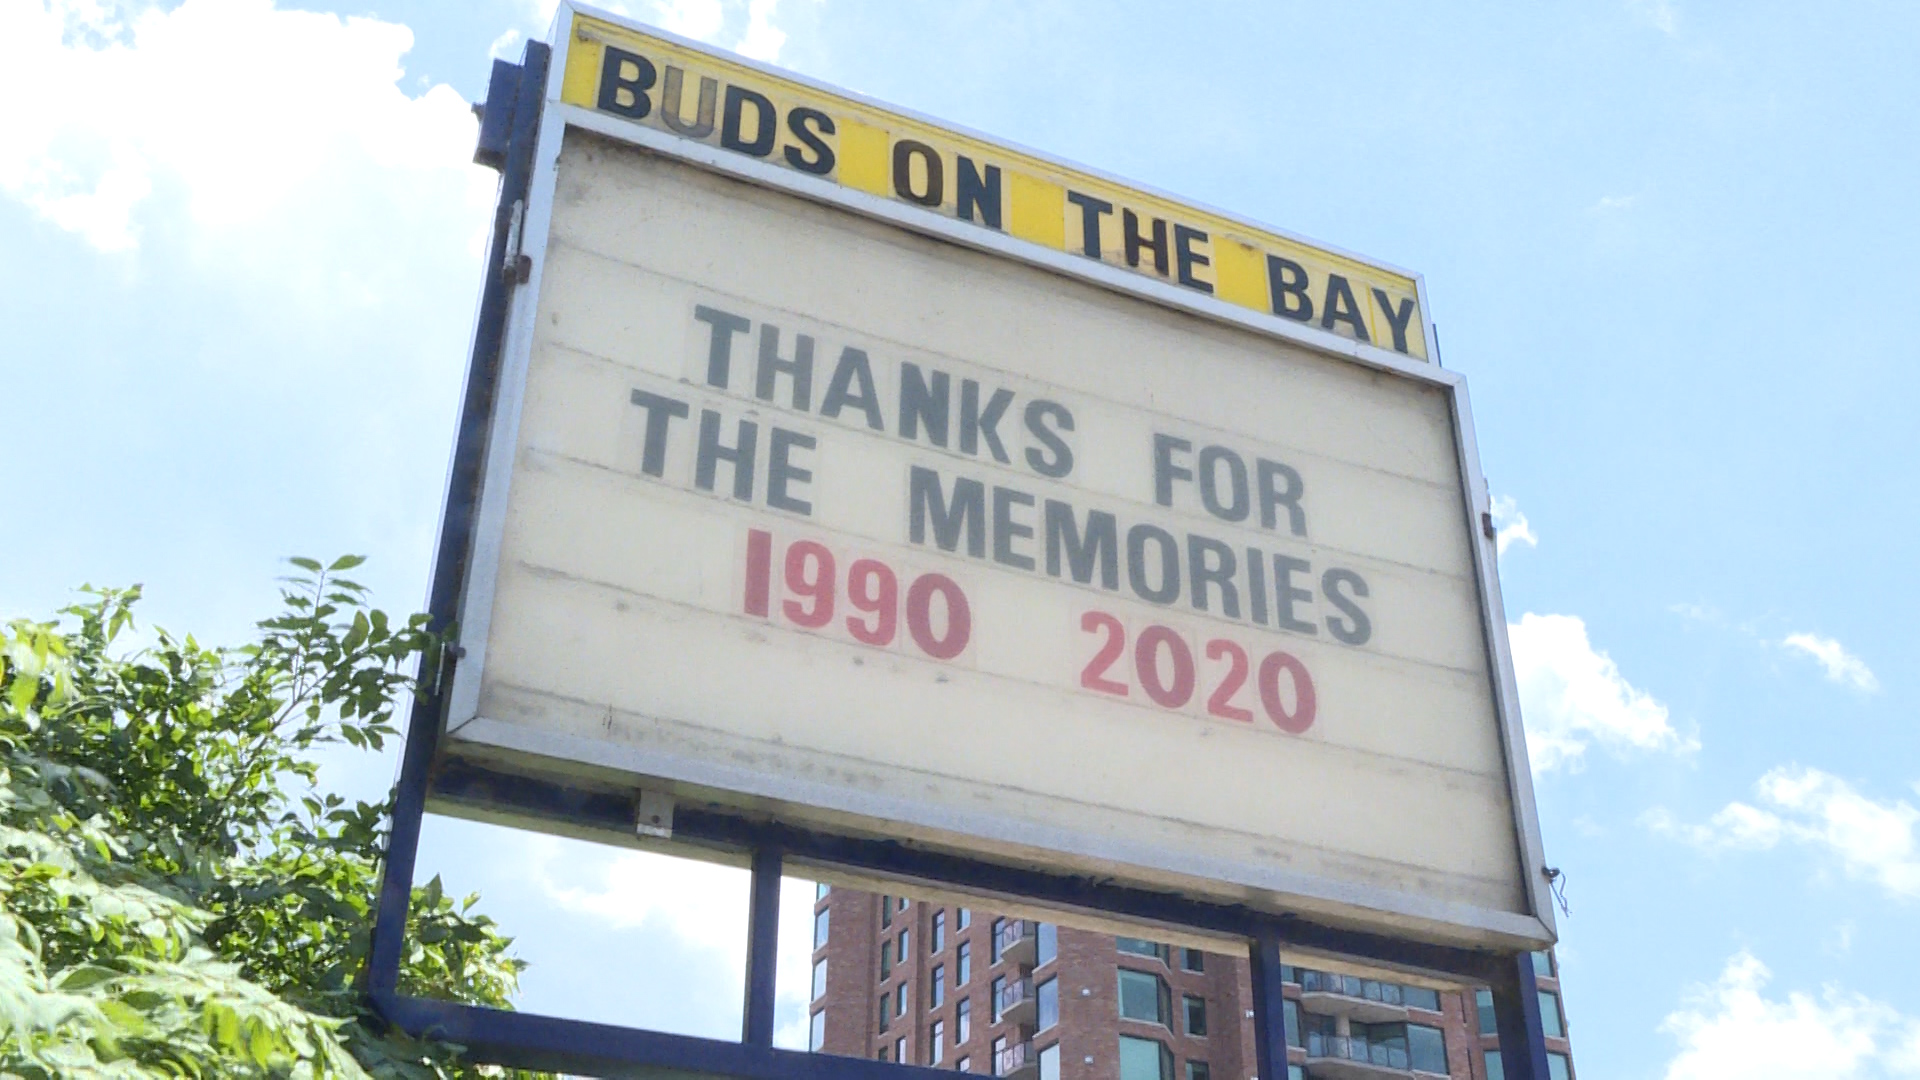 BUDS ON THE BAY
THANKS FOR
THE MEMORIES
1990 2020